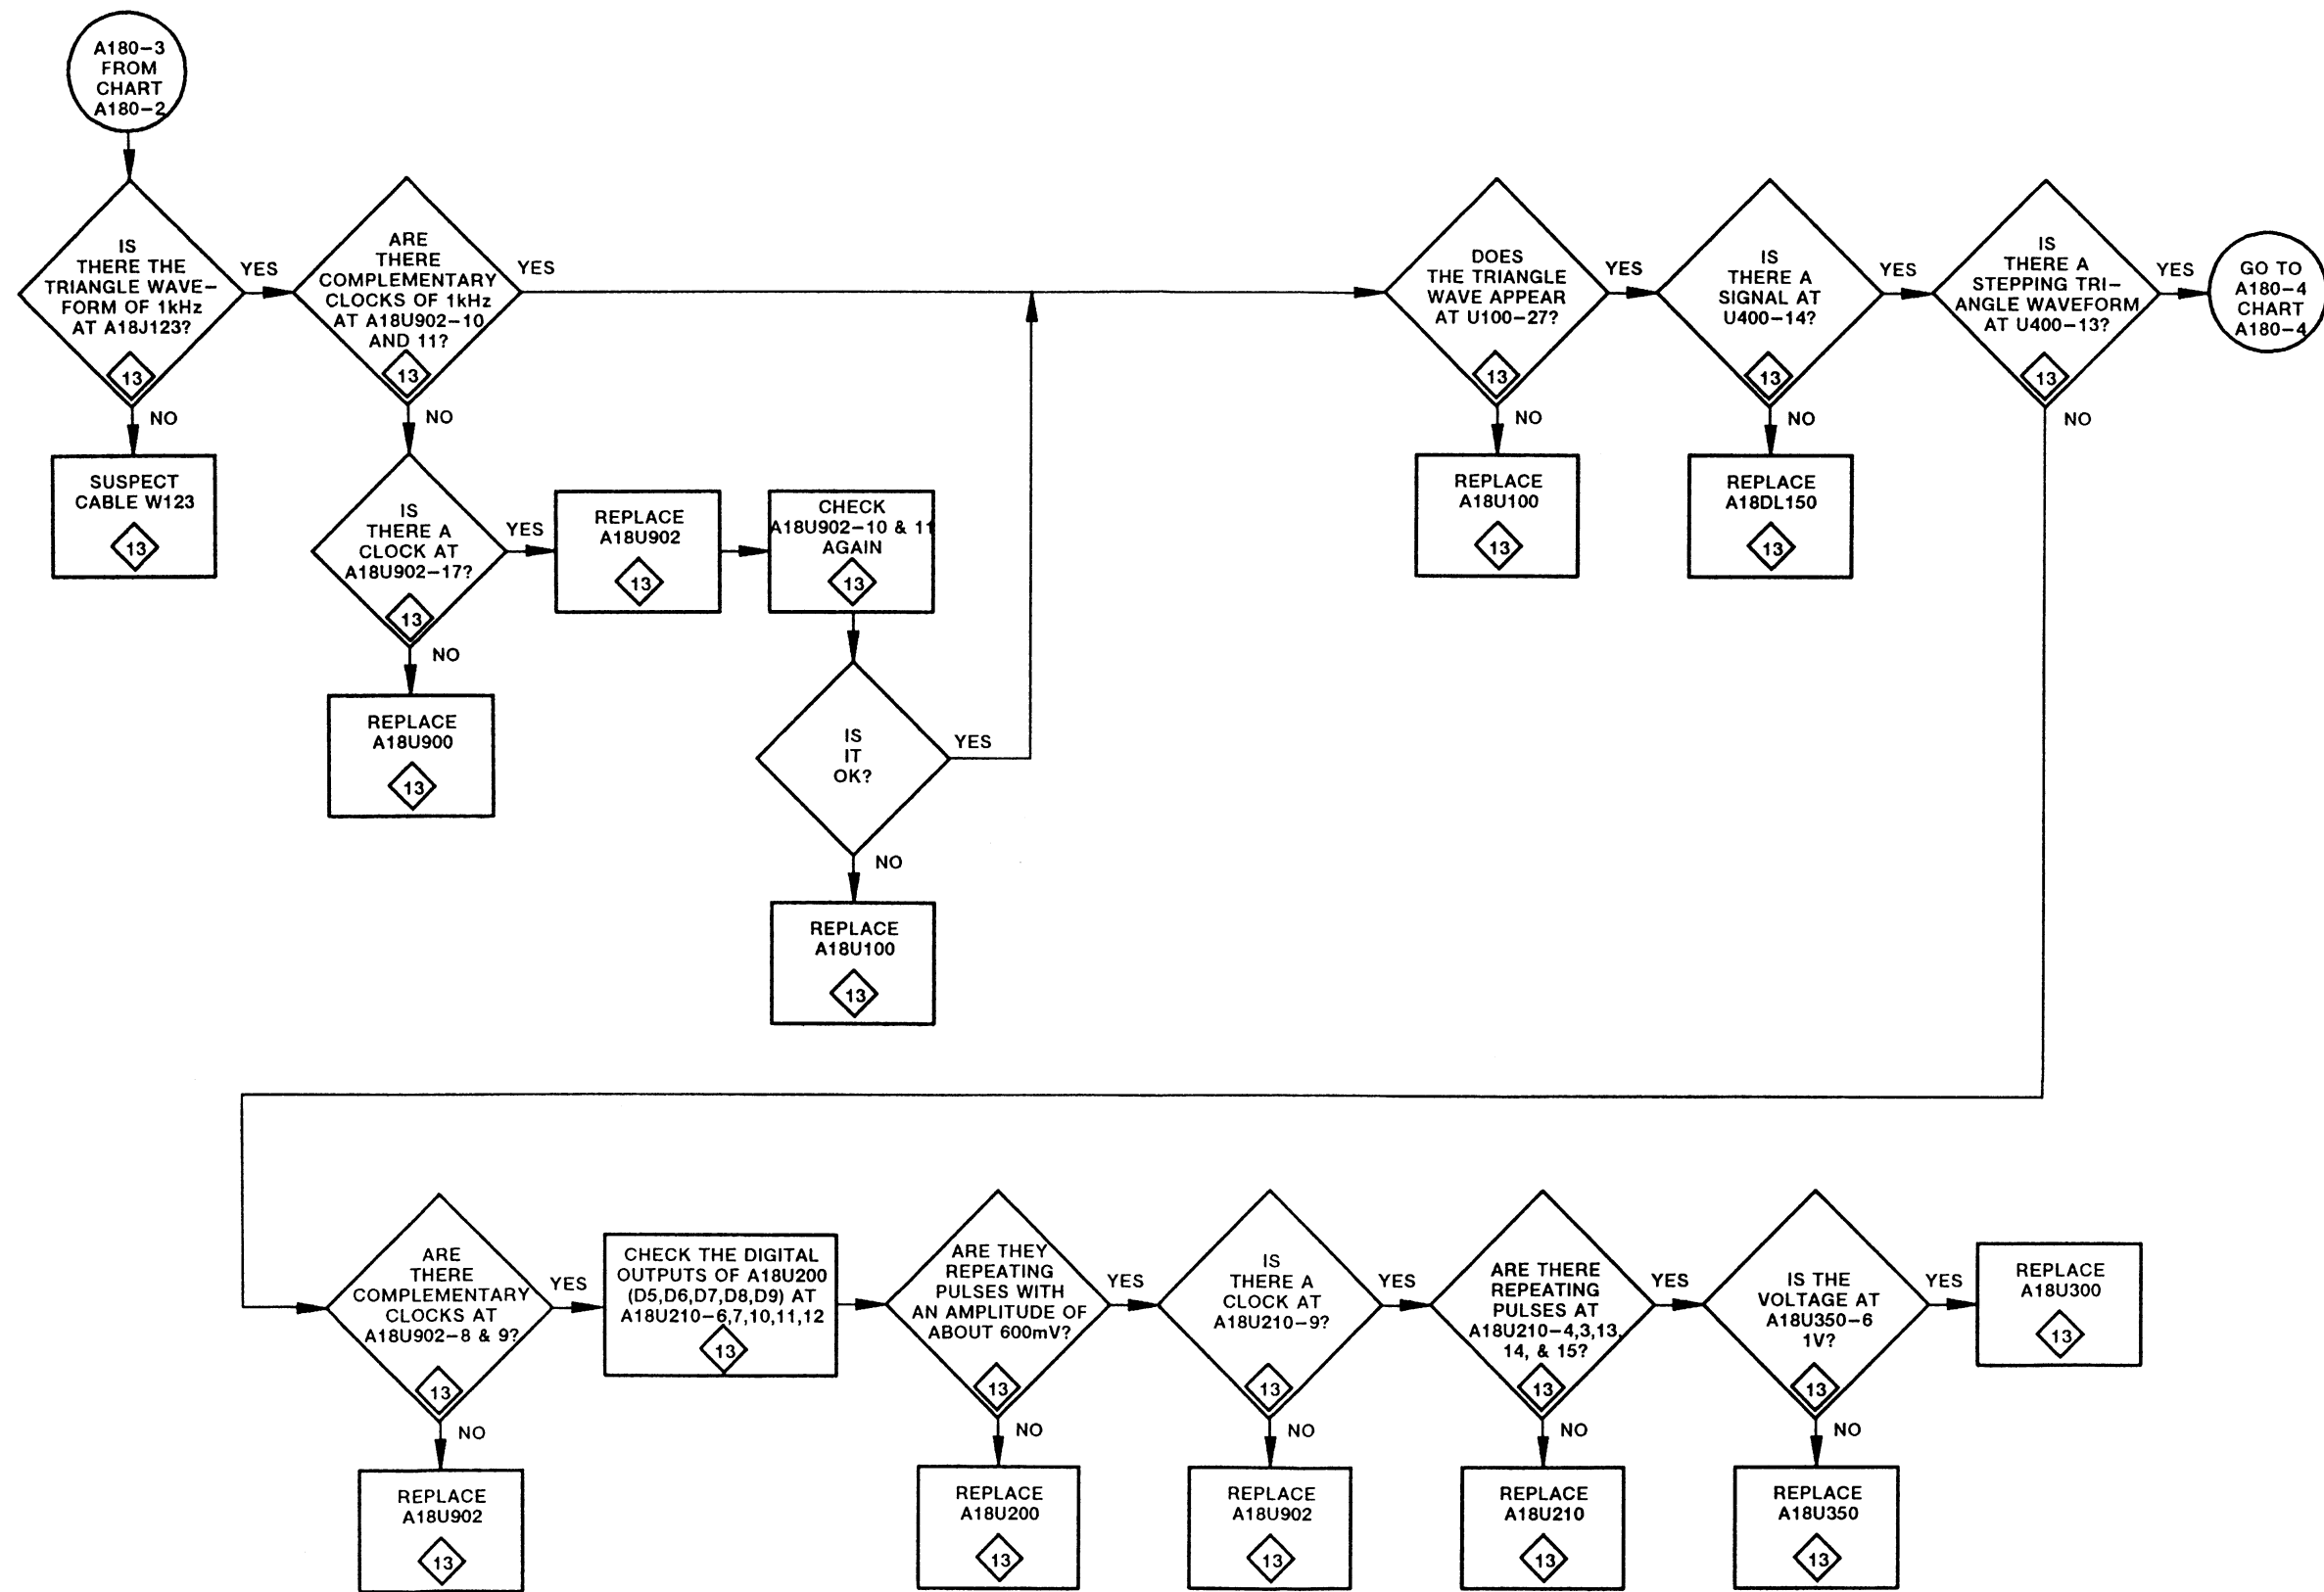 A180-3
FROM
CHART
A180-2
IS
THERE THE
TRIANGLE WAVE-
FORM OF 1kHz
AT A18J123?
13
YES
NO
SUSPECT
CABLE W123
13
ARE
THERE
COMPLEMENTARY
CLOCKS OF 1kHz
AT A18U902-10
AND 11?
13
YES
NO
IS
THERE A
CLOCK AT
A18U902-17?
13
YES
NO
REPLACE
A18U900
13
REPLACE
A18U902
13
CHECK
A18U902-10 & 11
AGAIN
13
IS
IT
OK?
YES
NO
REPLACE
A18U100
13
DOES
THE TRIANGLE
WAVE APPEAR
AT U100-27?
13
YES
NO
REPLACE
A18U100
13
IS
THERE A
SIGNAL AT
U400-14?
13
YES
NO
REPLACE
A18DL150
13
IS
THERE A
STEPPING TRI-
ANGLE WAVEFORM
AT U400-13?
13
YES
NO
GO TO
A180-4
CHART
A180-4
ARE
THERE
COMPLEMENTARY
CLOCKS AT
A18U902-8 & 9?
13
YES
NO
REPLACE
A18U902
13
CHECK THE DIGITAL
OUTPUTS OF A18U200
(D5,D6,D7,D8,D9) AT
A18U210-6,7,10,11,12
13
ARE THEY
REPEATING
PULSES WITH
AN AMPLITUDE OF
ABOUT 600mV?
13
YES
NO
REPLACE
A18U200
13
IS
THERE A
CLOCK AT
A18U210-9?
13
YES
NO
REPLACE
A18U902
13
ARE THERE
REPEATING
PULSES AT
A18U210-4,3,13,
14, & 15?
13
YES
NO
REPLACE
A18U210
13
IS THE
VOLTAGE AT
A18U350-6
1V?
13
YES
NO
REPLACE
A18U350
13
REPLACE
A18U300
13